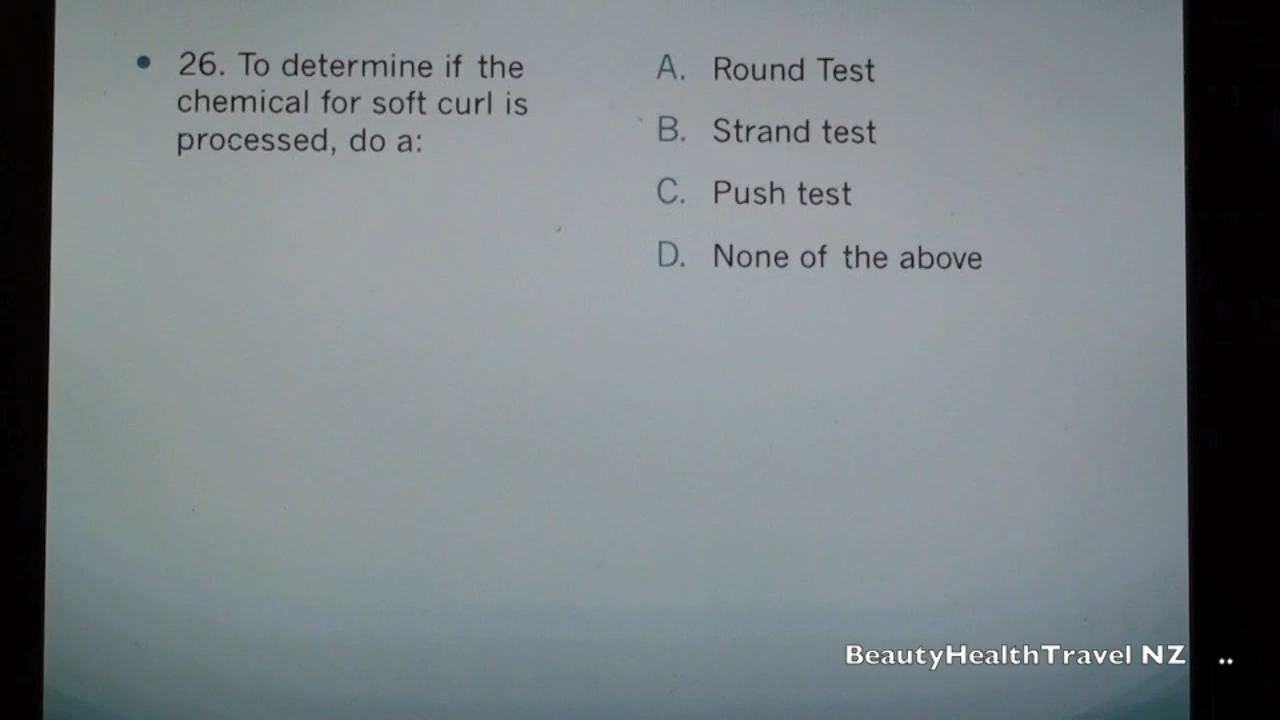 • 26. To determine if the
chemical for soft curl is
processed, do a:
A. Round Test
B. Strand test
C. Push test
D. None of the above
BeautyHealthTravel NZ ..